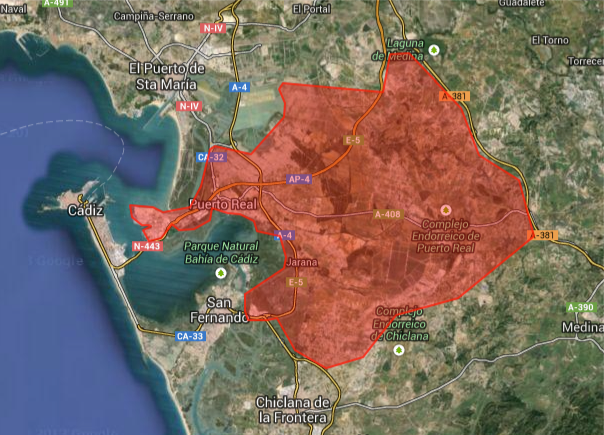 Naval
A-491
Campiña-Serrano
El Portal
Guadalete
N-IV
Laguna
de Medina
El Torno
Torrecer
El Puerto de
Sta María
A-4
N-IV
A-381
E-5
CA-32
AP-4
Cádiz
Puerto Real
A-408
Complejo
Endorreico de
Puerto Real
A-381
N-443
A-4
Parque Natural
Bahía de Cádiz
Jarana
E-5
San
Fernando
Complejo
Endorreico
de Chiclana
A-390
Medina
CA-33
Chiclana de
la Frontera